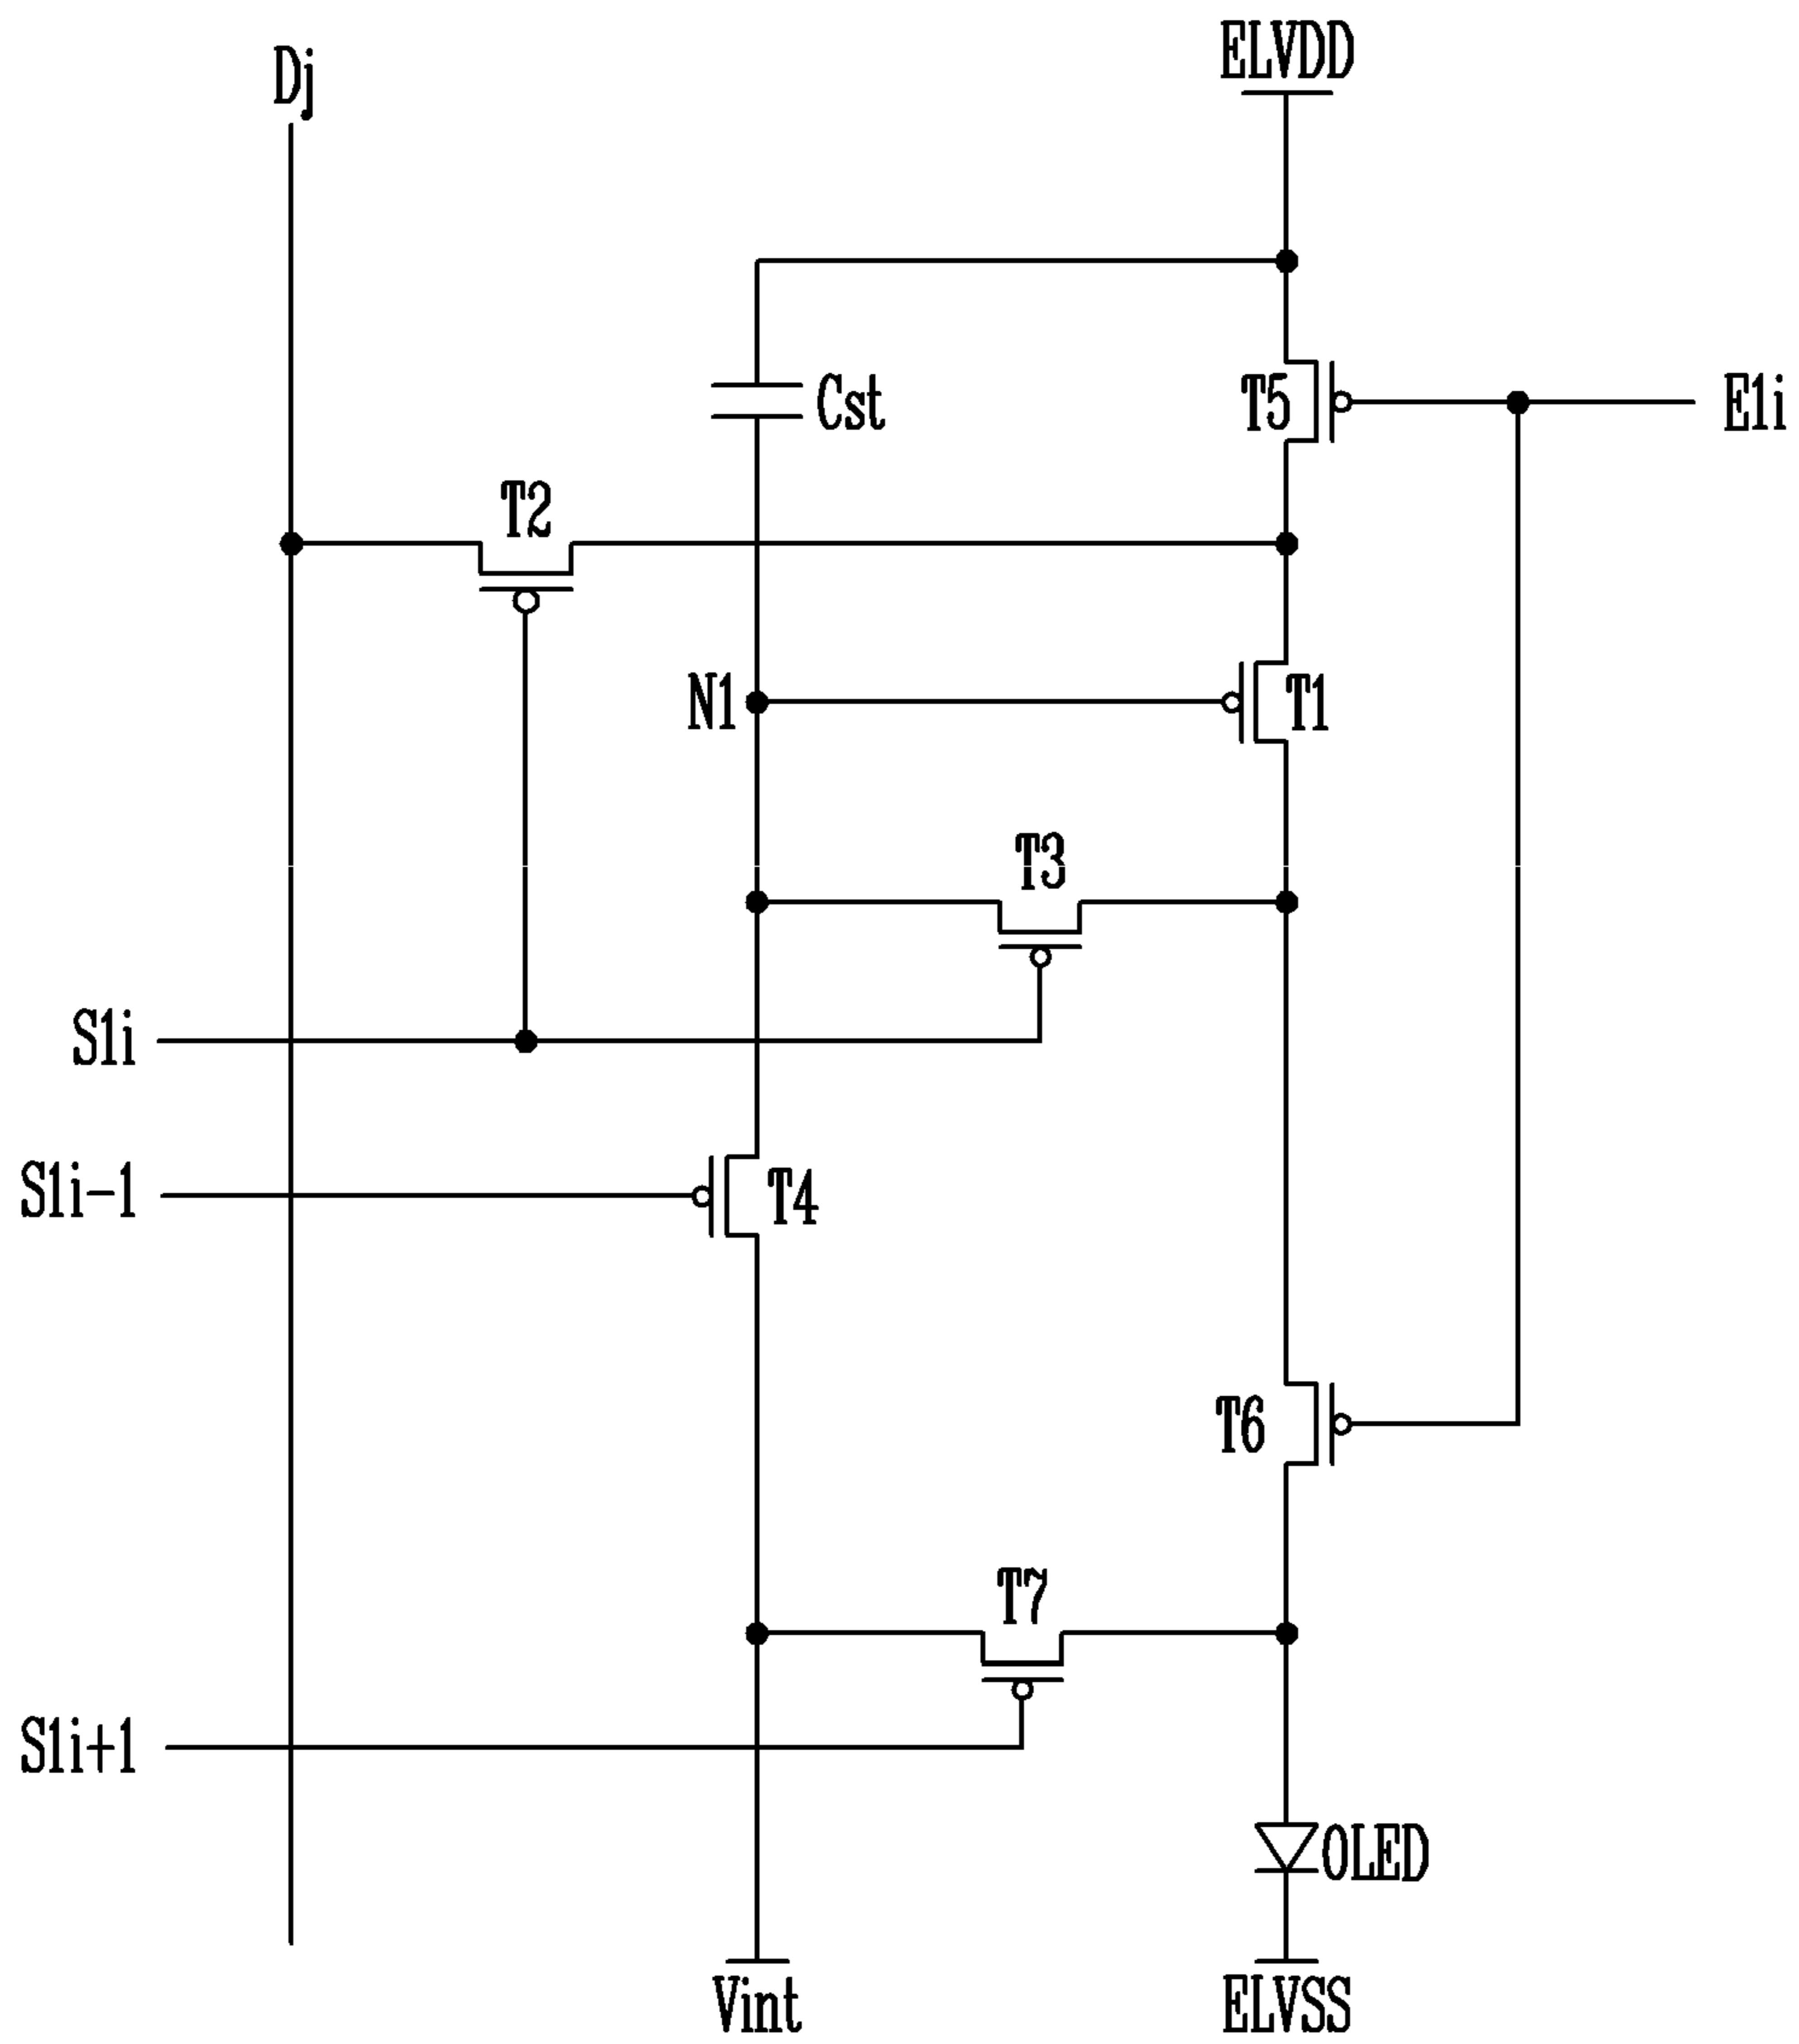 ELVDD
Dj
Cst
T5
E1i
T2
N1
T1
T3
S1i
S1i-1
T4
T6
T7
S1i+1
OLED
Vint
ELVSS